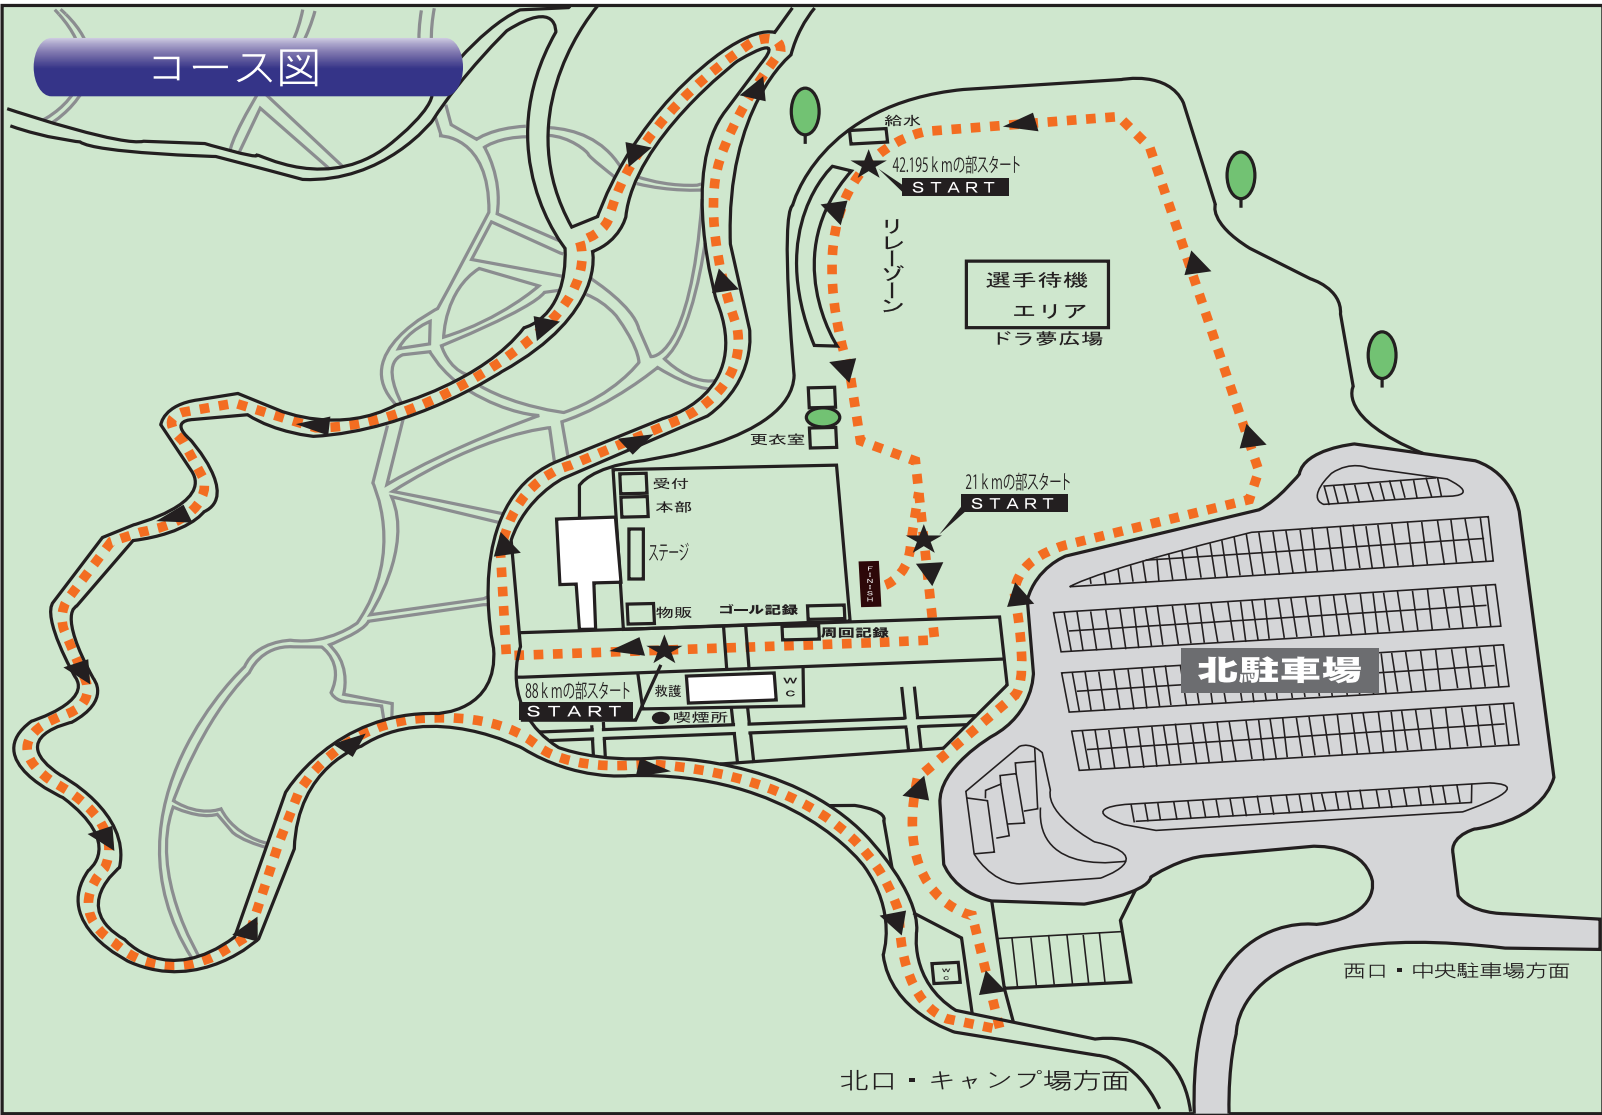 コース図
給水
42.195kmの部スタート
START
リレーゾーン
選手待機
エリア
ドラ夢広場
更衣室
受付
本部
ステージ
物販
21kmの部スタート
START
FINISH
ゴール記録
周回記録
北駐車場
88kmの部スタート
START
救護
WC
喫煙所
WC
西口・中央駐車場方面
北口・キャンプ場方面